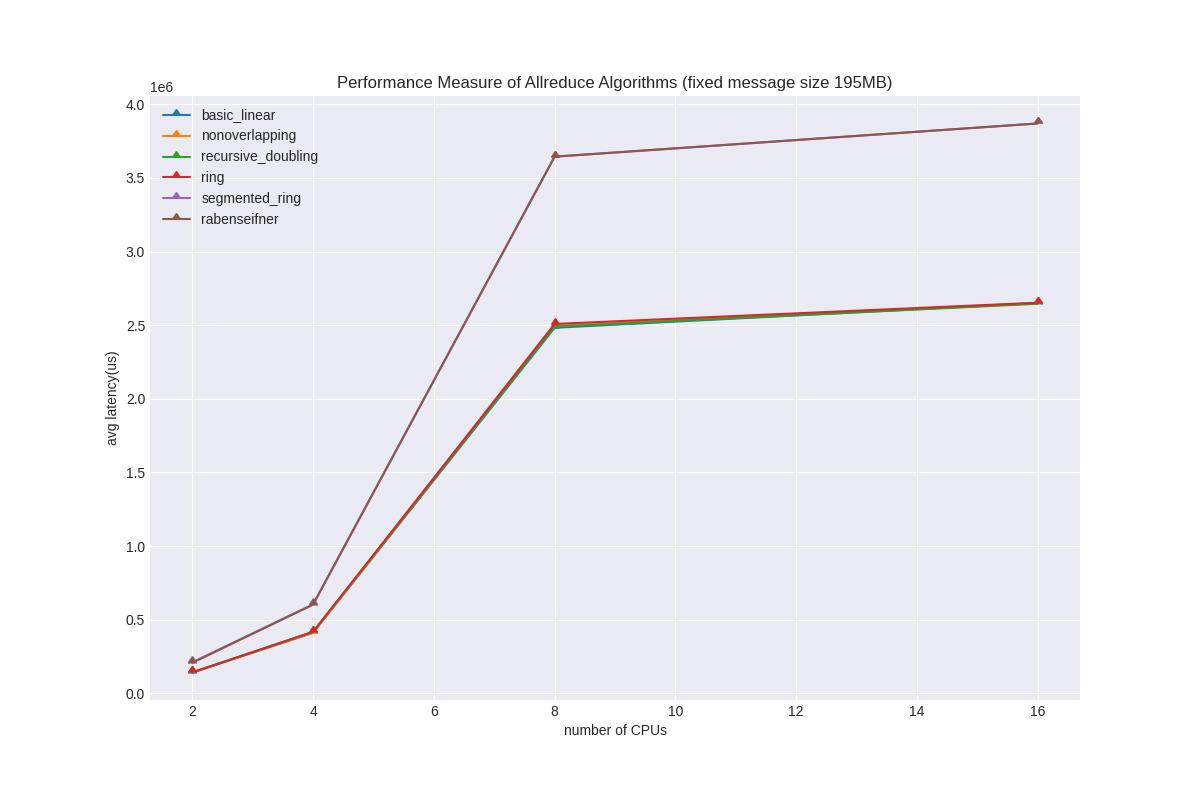 Performance Measure of Allreduce Algorithms (fixed message size 195MB)
1e6
4.0
3.5
3.0
2.5
2.0
1.5
1.0
0.5
0.0
avg latency(us)
basic_linear
nonoverlapping
recursive_doubling
ring
segmented_ring
rabenseifner
2 4 6 8 10 12 14 16
number of CPUs